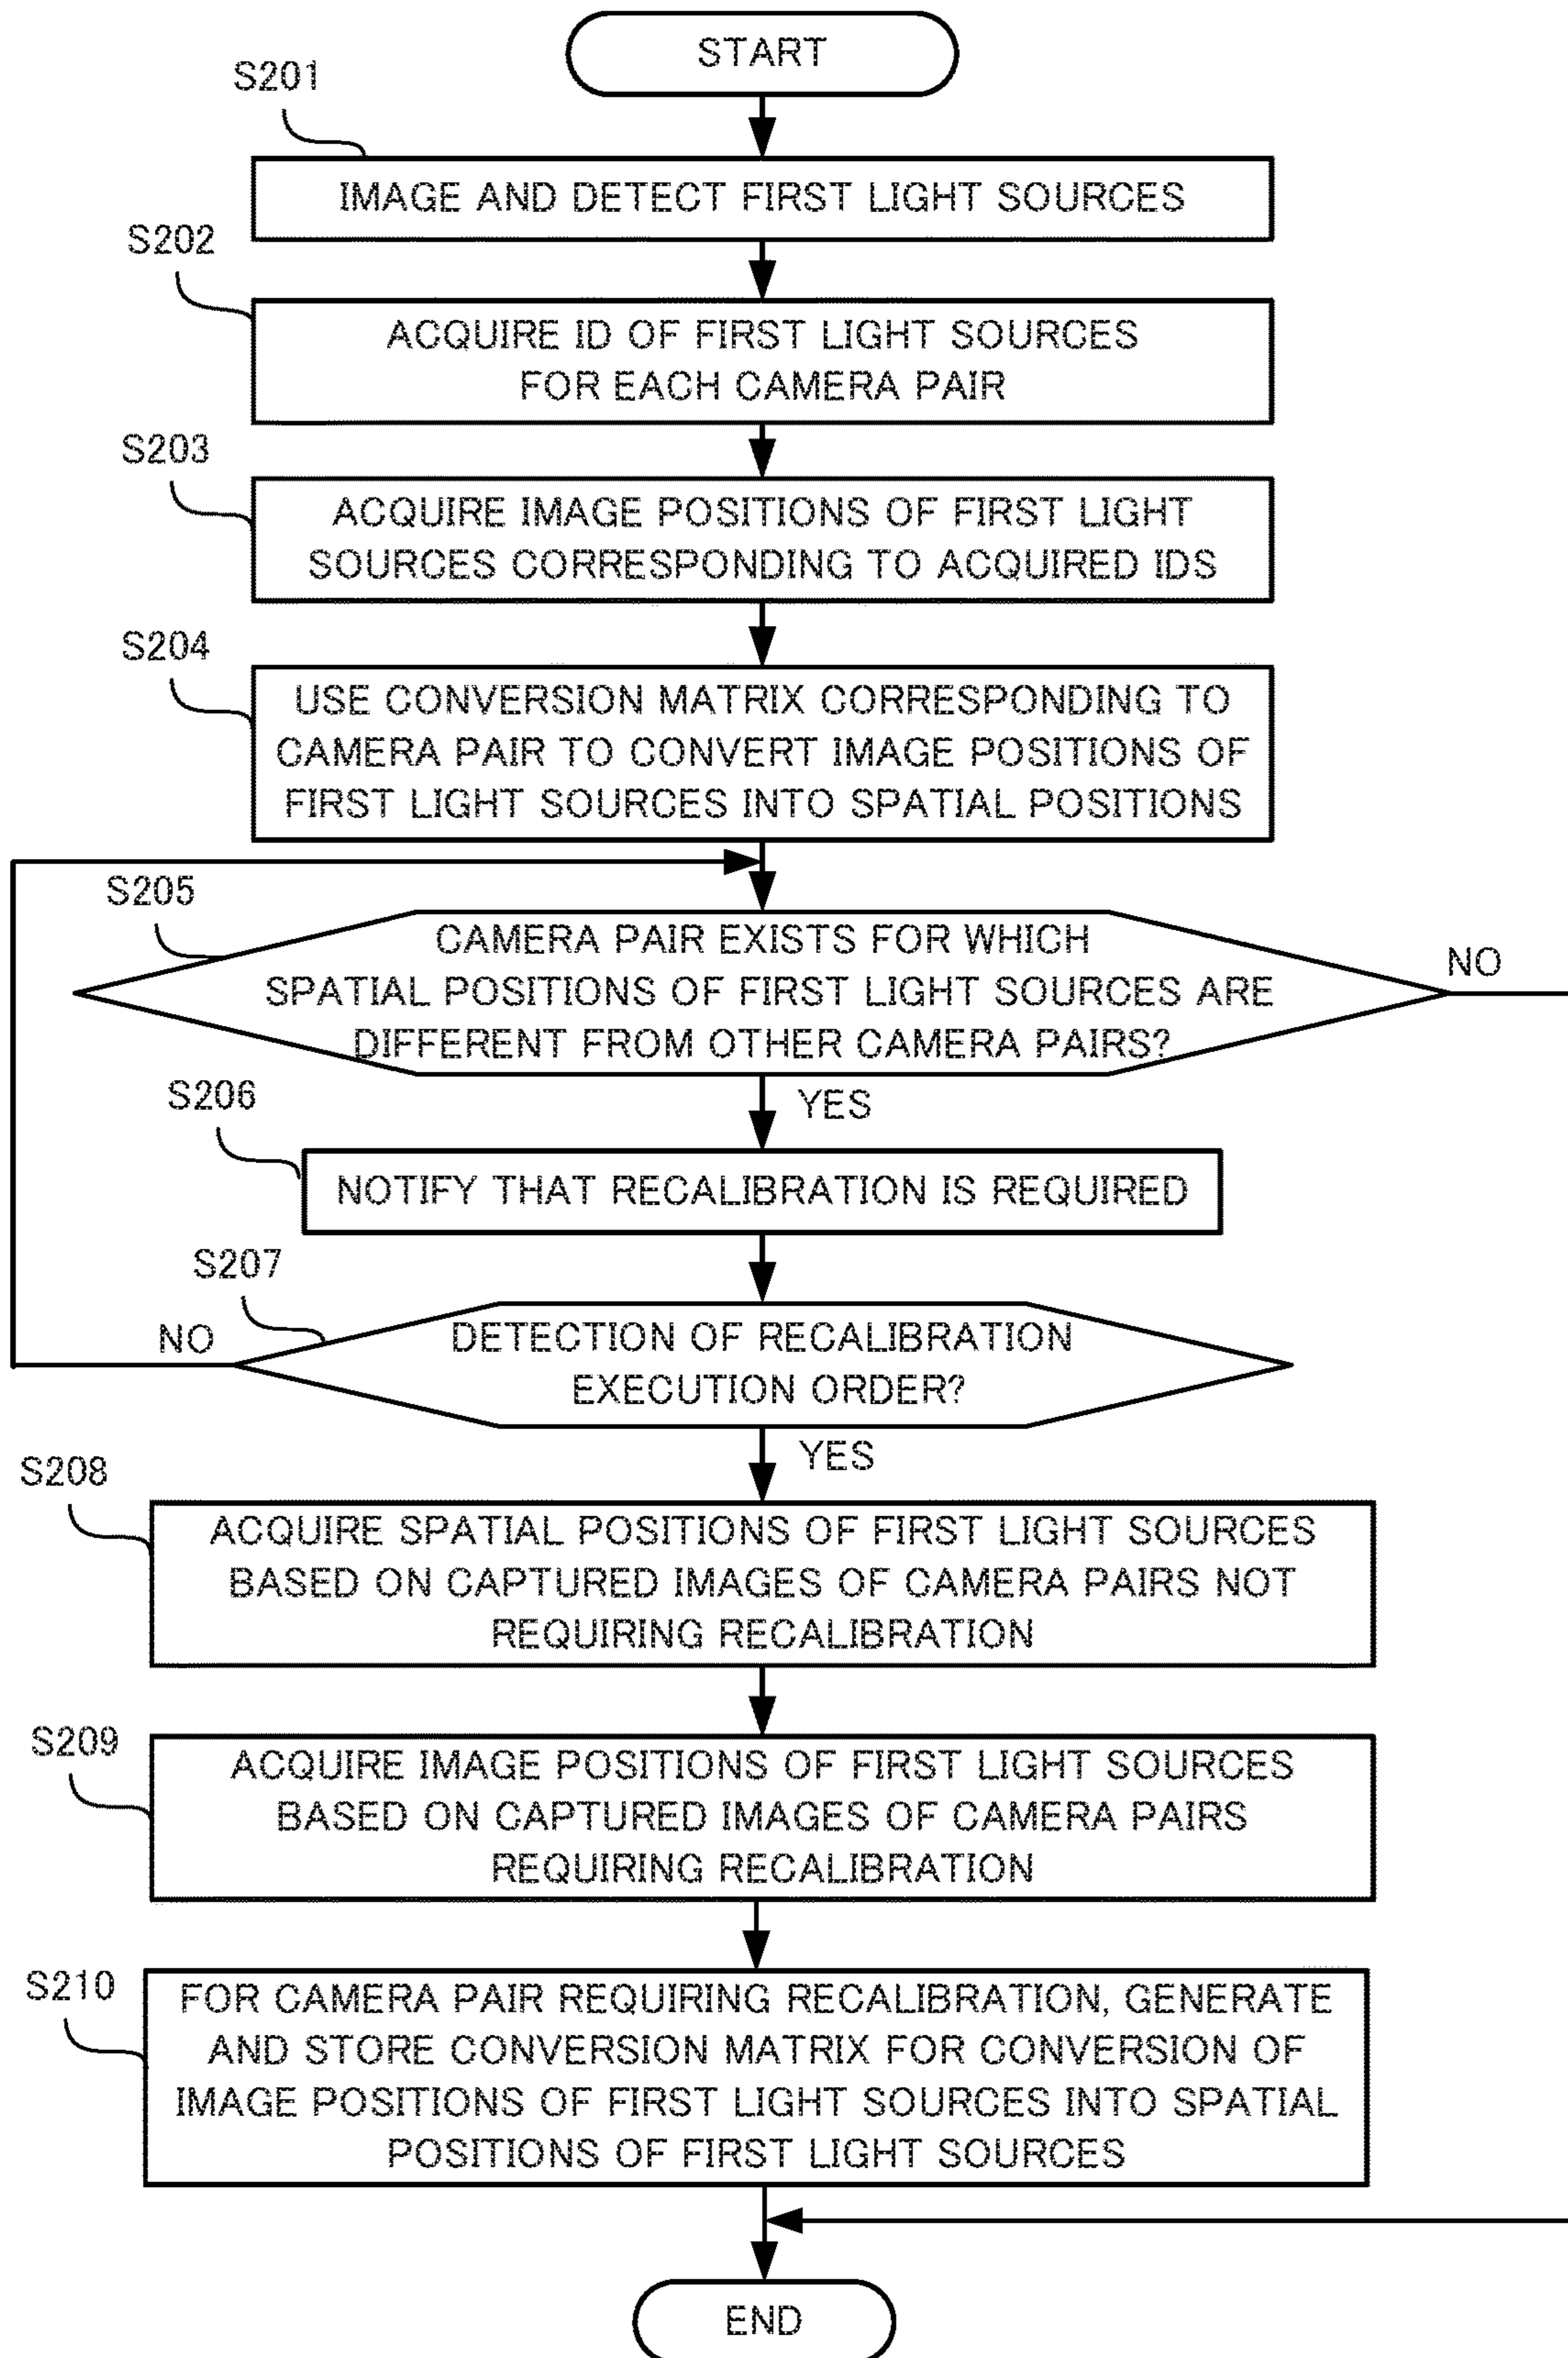 START
S201
IMAGE AND DETECT FIRST LIGHT SOURCES
S202
ACQUIRE ID OF FIRST LIGHT SOURCES
FOR EACH CAMERA PAIR
S203
ACQUIRE IMAGE POSITIONS OF FIRST LIGHT
SOURCES CORRESPONDING TO ACQUIRED IDS
S204
USE CONVERSION MATRIX CORRESPONDING TO
CAMERA PAIR TO CONVERT IMAGE POSITIONS OF
FIRST LIGHT SOURCES INTO SPATIAL POSITIONS
S205
CAMERA PAIR EXISTS FOR WHICH
SPATIAL POSITIONS OF FIRST LIGHT SOURCES ARE
DIFFERENT FROM OTHER CAMERA PAIRS?
NO
YES
S206
NOTIFY THAT RECALIBRATION IS REQUIRED
S207
NO
DETECTION OF RECALIBRATION
EXECUTION ORDER?
YES
S208
ACQUIRE SPATIAL POSITIONS OF FIRST LIGHT SOURCES
BASED ON CAPTURED IMAGES OF CAMERA PAIRS NOT
REQUIRING RECALIBRATION
S209
ACQUIRE IMAGE POSITIONS OF FIRST LIGHT SOURCES
BASED ON CAPTURED IMAGES OF CAMERA PAIRS
REQUIRING RECALIBRATION
S210
FOR CAMERA PAIR REQUIRING RECALIBRATION, GENERATE
AND STORE CONVERSION MATRIX FOR CONVERSION OF
IMAGE POSITIONS OF FIRST LIGHT SOURCES INTO SPATIAL
POSITIONS OF FIRST LIGHT SOURCES
END